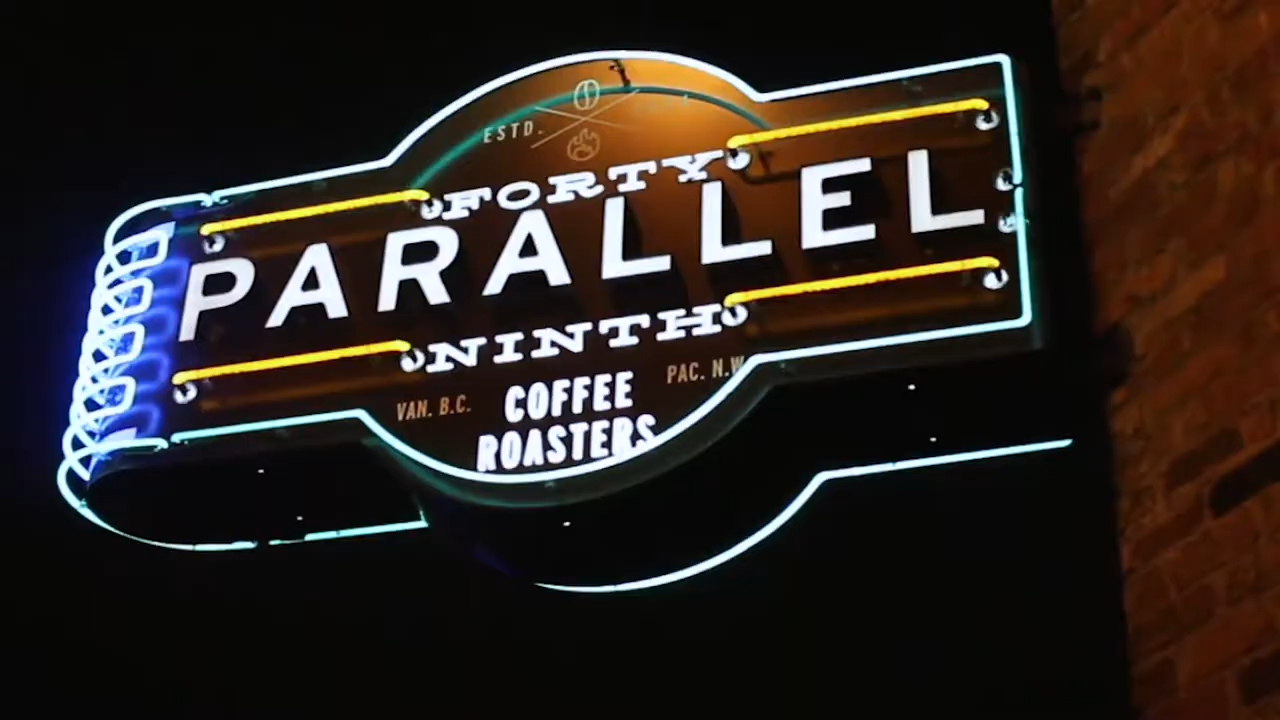 ESTD.
FORTY
PARALLEL
NINTH
VAN. B.C.
COFFEE
PAC. N.W
ROASTERS